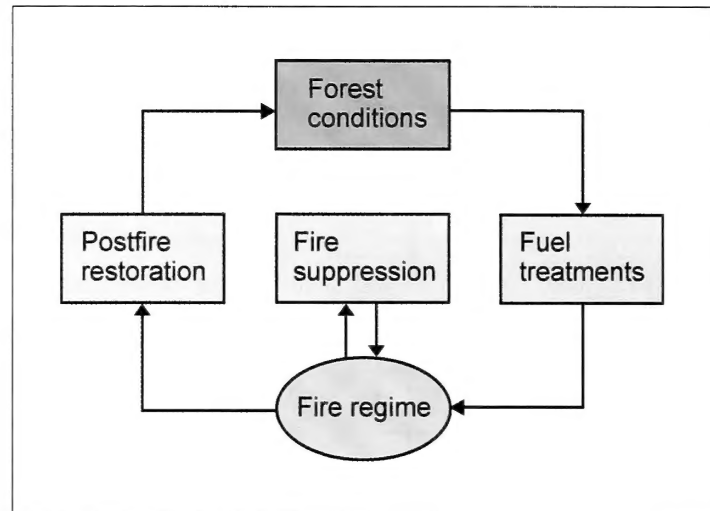 Forest
conditions
Postfire
restoration
Fire
suppression
Fuel
treatments
Fire regime